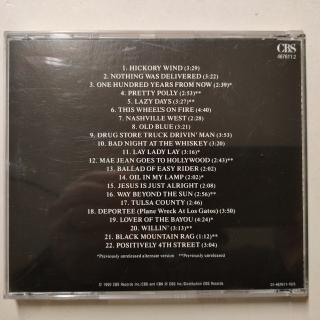 CBS
467611 2
1. HICKORY WIND (3:29)
2. NOTHING WAS DELIVERED (3:22)
3. ONE HUNDRED YEARS FROM NOW (2:39)*
4. PRETTY POLLY (2:53)**
5. LAZY DAYS (3:27)**
6. THIS WHEEL'S ON FIRE (4:40)
7. NASHVILLE WEST (2:28)
8. OLD BLUE (3:21)
9. DRUG STORE TRUCK DRIVIN' MAN (3:53)
10. BAD NIGHT AT THE WHISKEY (3:20)
11. LAY LADY LAY (3:16)*
12. MAE JEAN GOES TO HOLLYWOOD (2:43)**
13. BALLAD OF EASY RIDER (2:02)
14. OIL IN MY LAMP (2:02)*
15. JESUS IS JUST ALRIGHT (2:08)
16. WAY BEYOND THE SUN (2:56)**
17. TULSA COUNTY (2:46)
18. DEPORTEE (Plane Wreck At Los Gatos) (3:50)
19. LOVER OF THE BAYOU (4:24)*
20. WILLIN' (3:13)**
21. BLACK MOUNTAIN RAG (1:12)**
22. POSITIVELY 4TH STREET (3:04)
*Previously unreleased alternate version **Previously unreleased